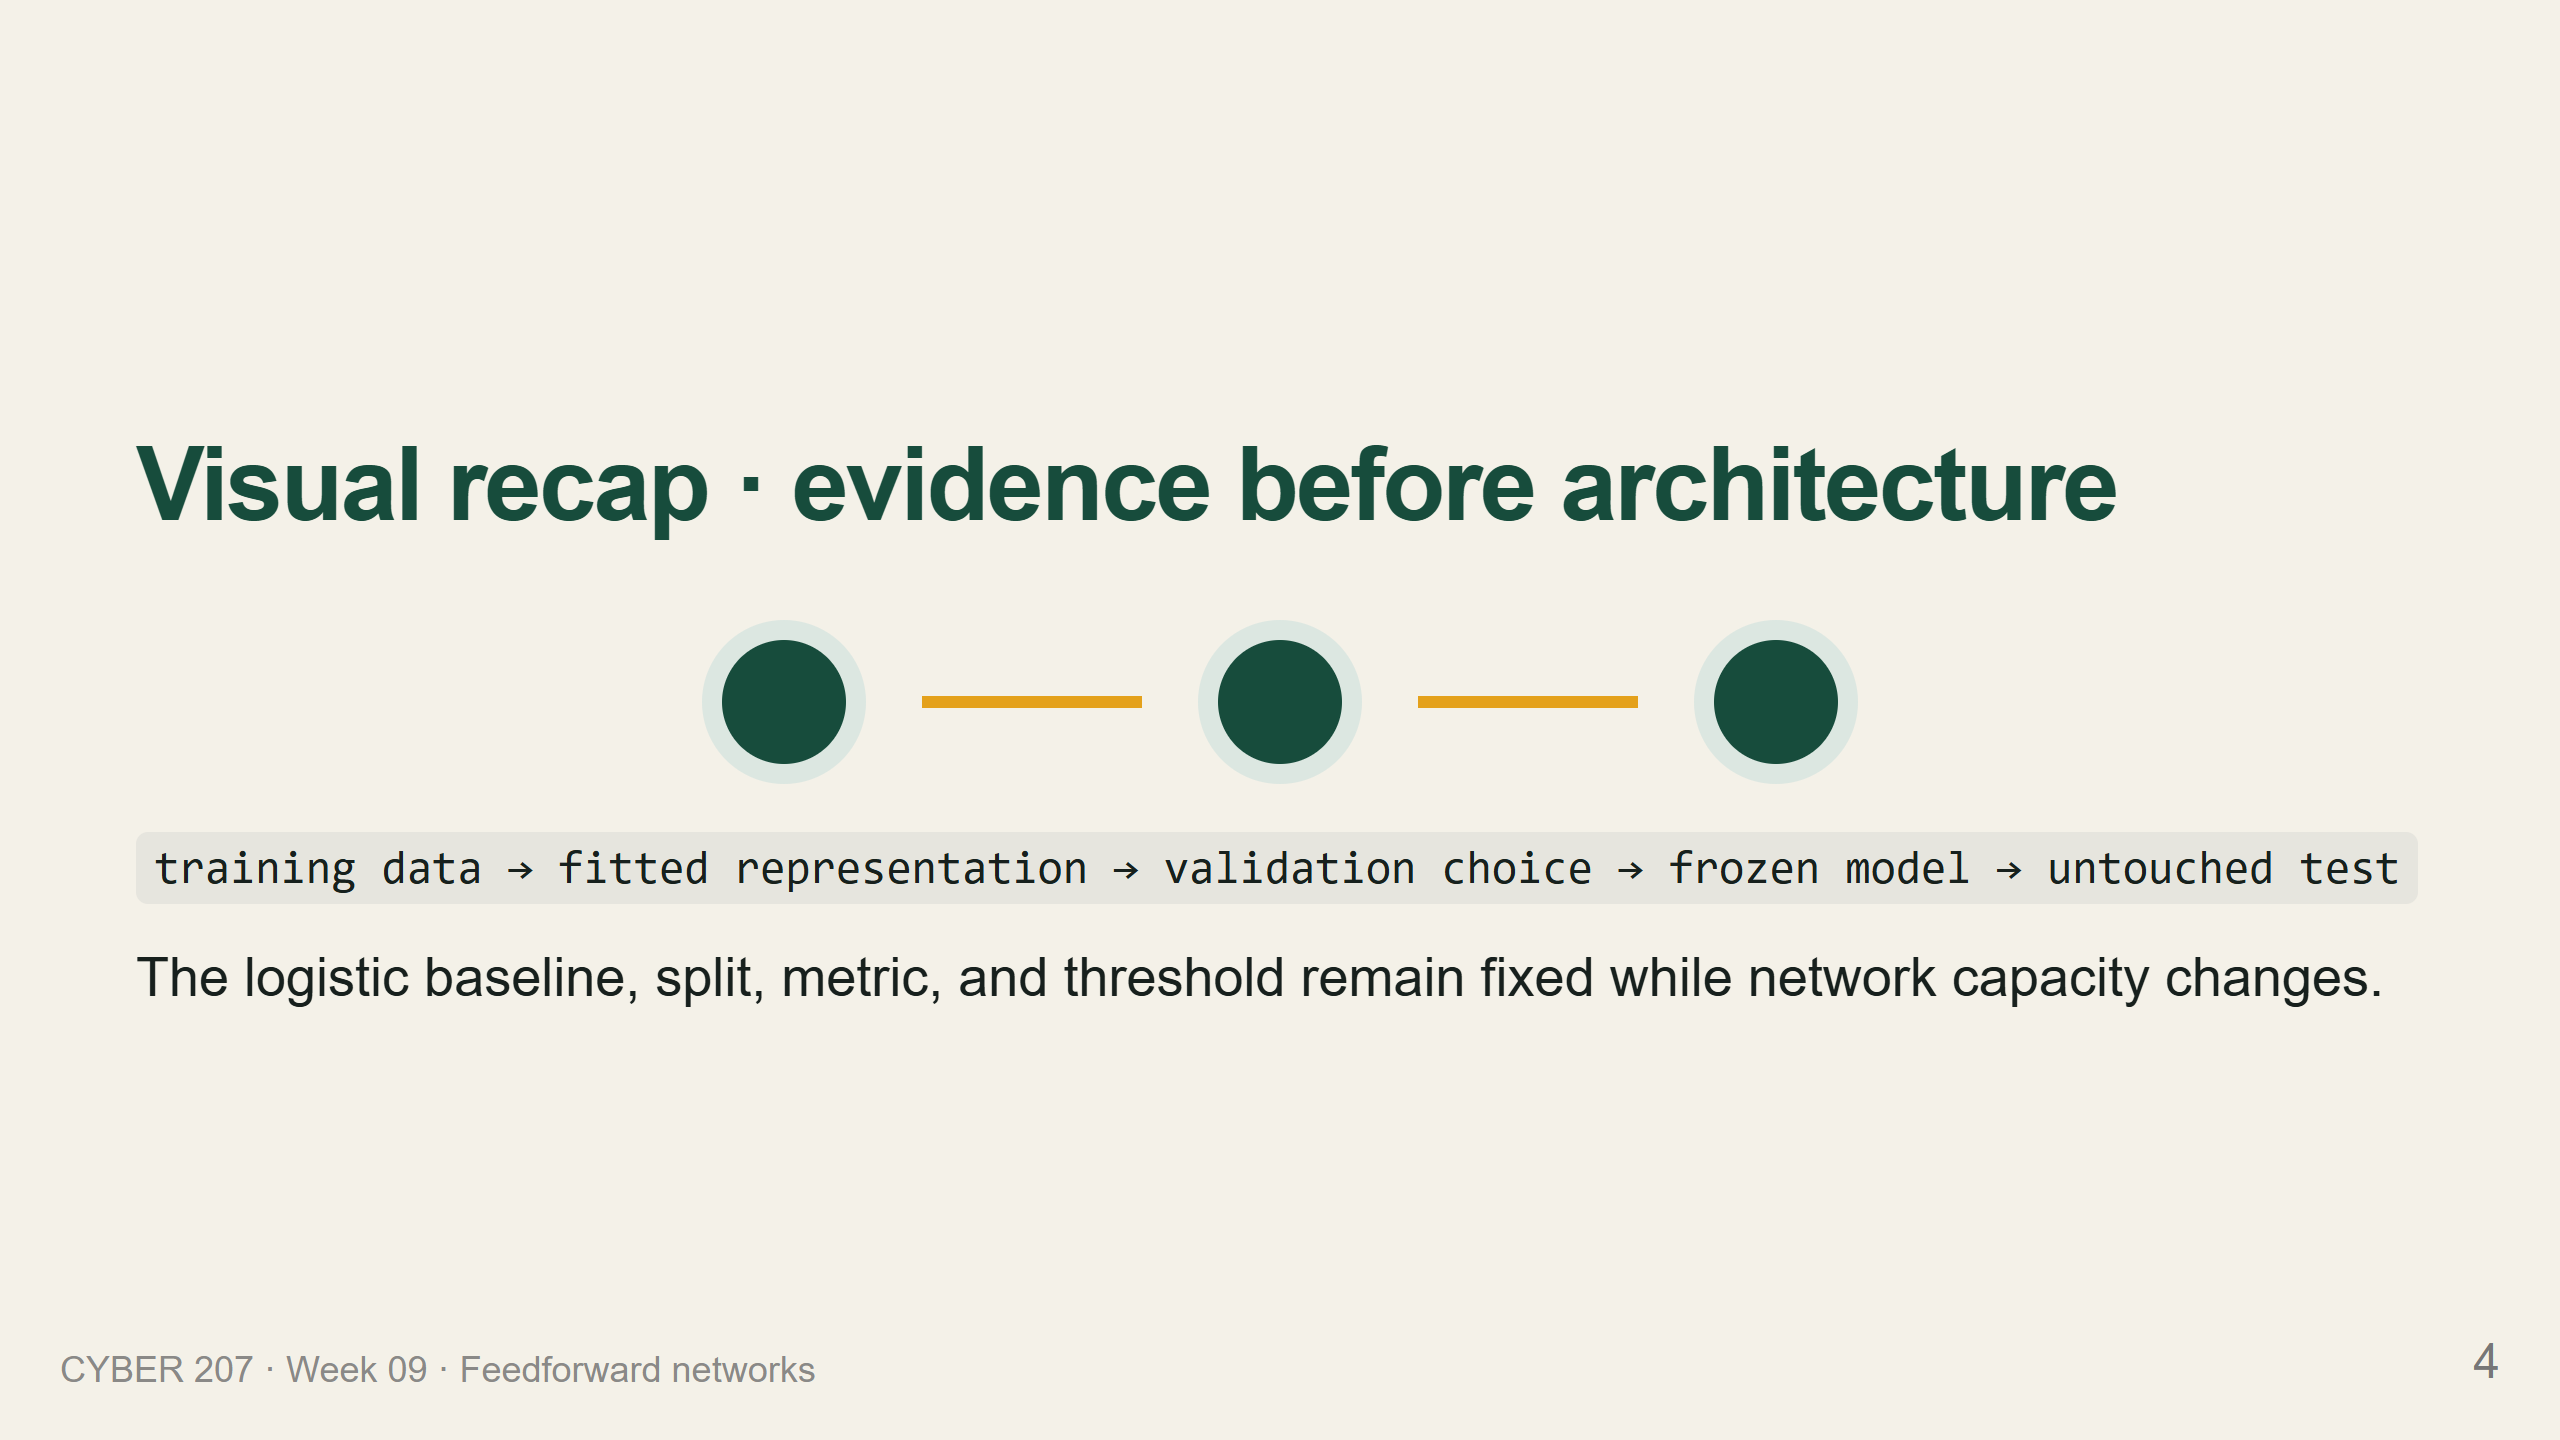 Visual recap · evidence before architecture
training data → fitted representation → validation choice → frozen model → untouched test
The logistic baseline, split, metric, and threshold remain fixed while network capacity changes.
CYBER 207 · Week 09 · Feedforward networks
4